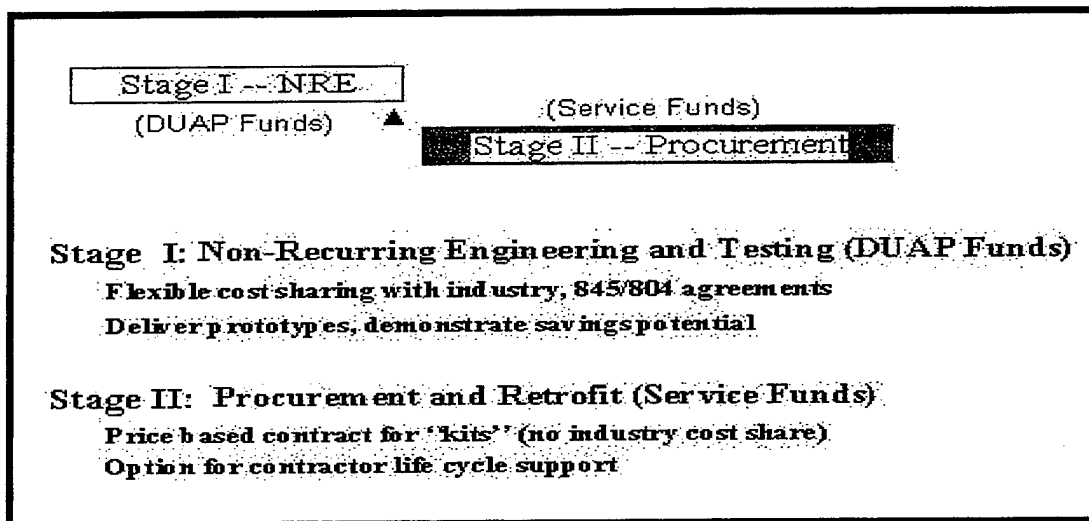 Stage I -- NRE
(DUAP Funds)
(Service Funds)
Stage II -- Procurement
Stage I: Non-Recurring Engineering and Testing (DUAP Funds)
Flexible cost sharing with industry, 845/804 agreements
Deliver prototypes, demonstrate savings potential
Stage II: Procurement and Retrofit (Service Funds)
Price based contract for "kits" (no industry cost share)
Option for contractor life cycle support